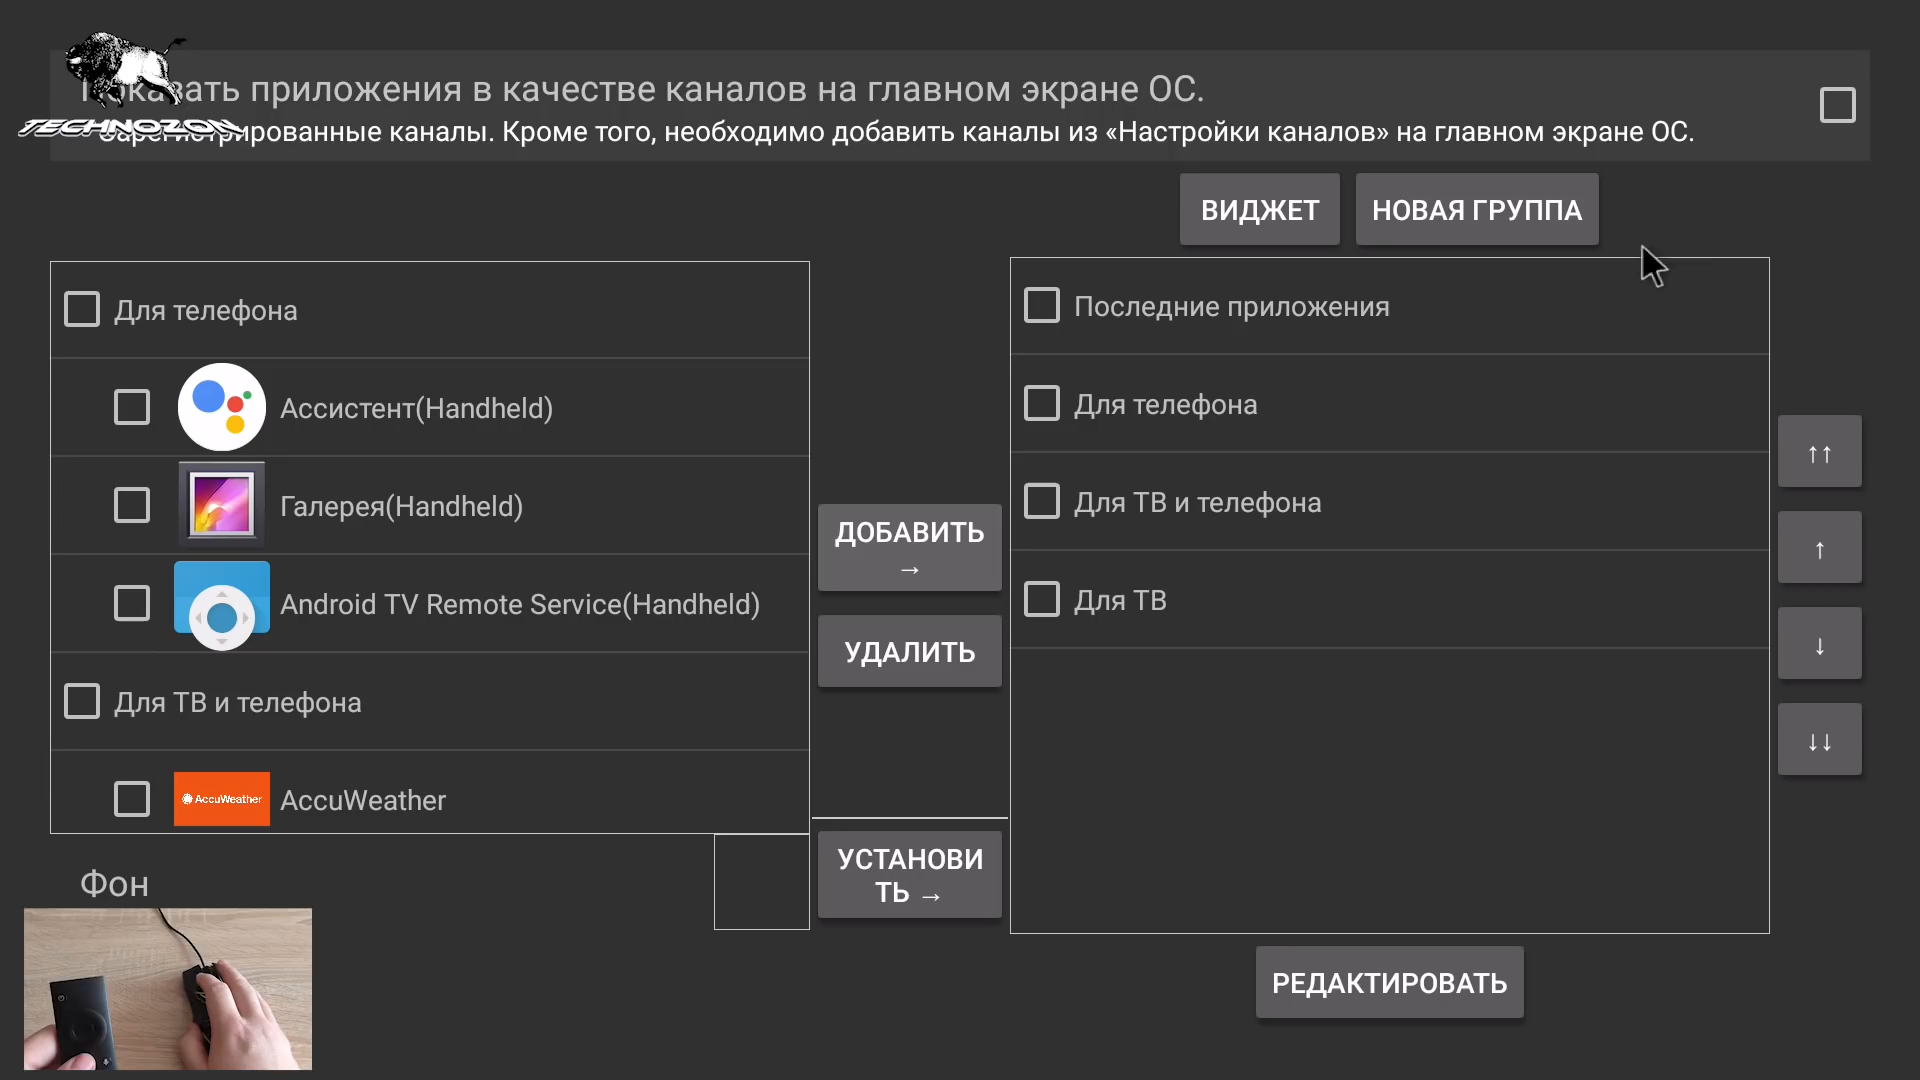 приложения в качестве каналов на главном экране ОС.
TECHNOZON
каналы. Кроме того, необходимо добавить каналы из «Настройки каналов» на главном экране ОС.
ВИДЖЕТ
НОВАЯ ГРУППА
Для телефона
Ассистент(Handheld)
Галерея(Handheld)
Android TV Remote Service(Handheld)
Для ТВ и телефона
AccuWeather
AccuWeather
Фон
ДОБАВИТЬ
→
УДАЛИТЬ
УСТАНОВИ
ТЬ →
Последние приложения
Для телефона
Для ТВ и телефона
Для ТВ
↑↑
↑
↓
↓↓
РЕДАКТИРОВАТЬ